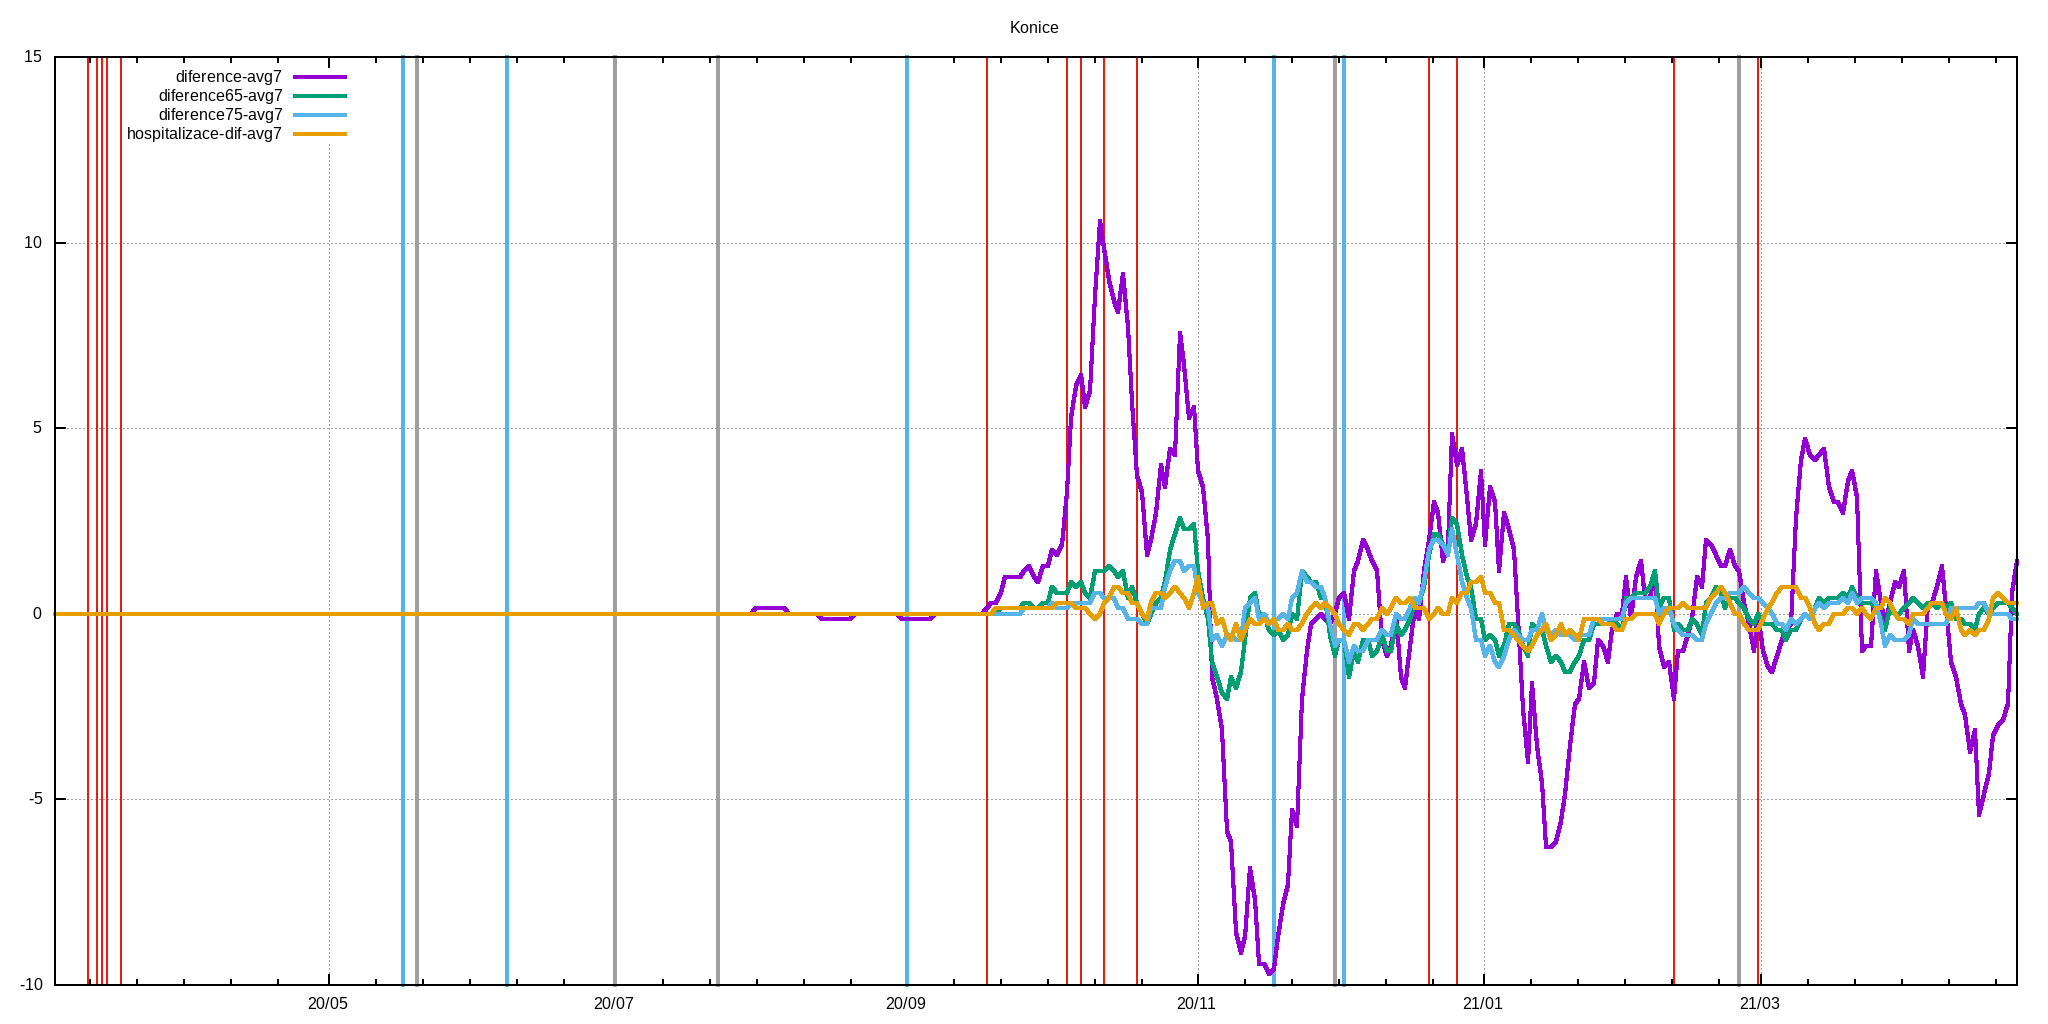 Konice
15
diference-avg7
diference65-avg7
diference75-avg7
hospitalizace-dif-avg7
10
5
0
-5
-10
20/05 20/07 20/09 20/11 21/01 21/03